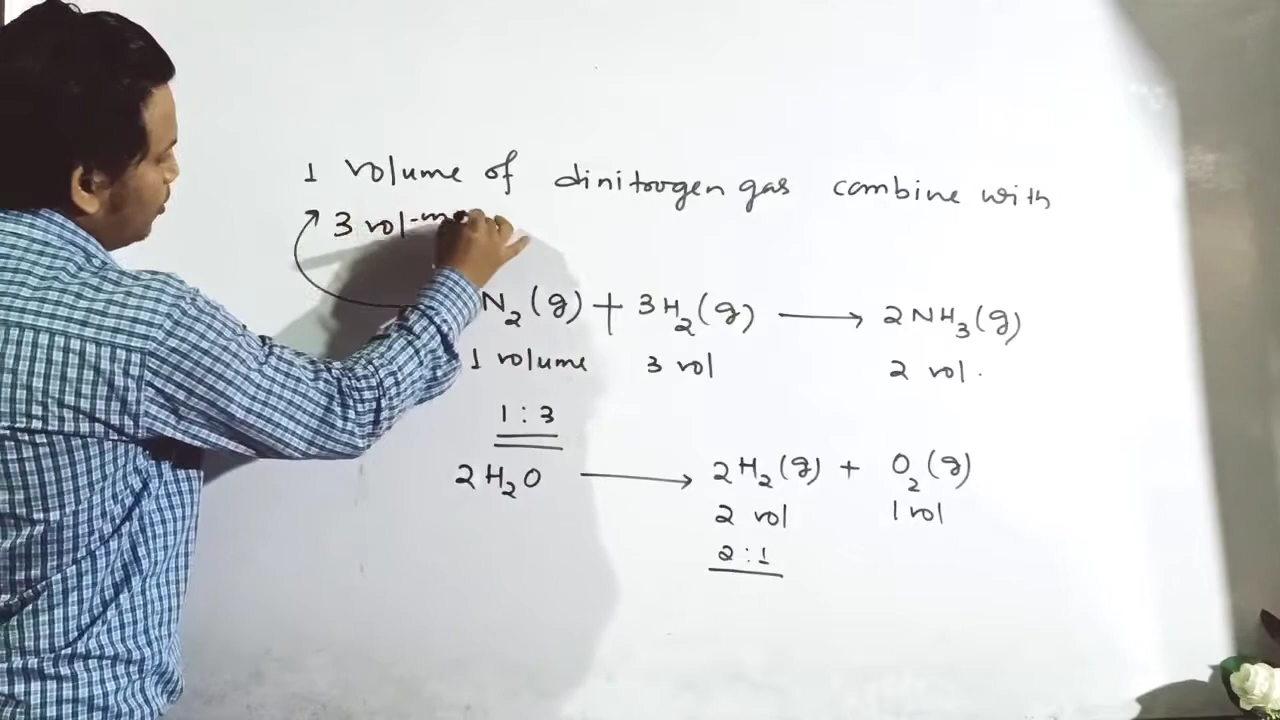 1 volume of dinitrogen gas combine with
3
N₂(g) + 3H₂(g) ⟶ 2NH₃(g)
1 volume 3 vol 2 vol.
1 : 3
2H₂O ⟶ 2H₂(g) + O₂(g)
2 vol 1 vol
2 : 1